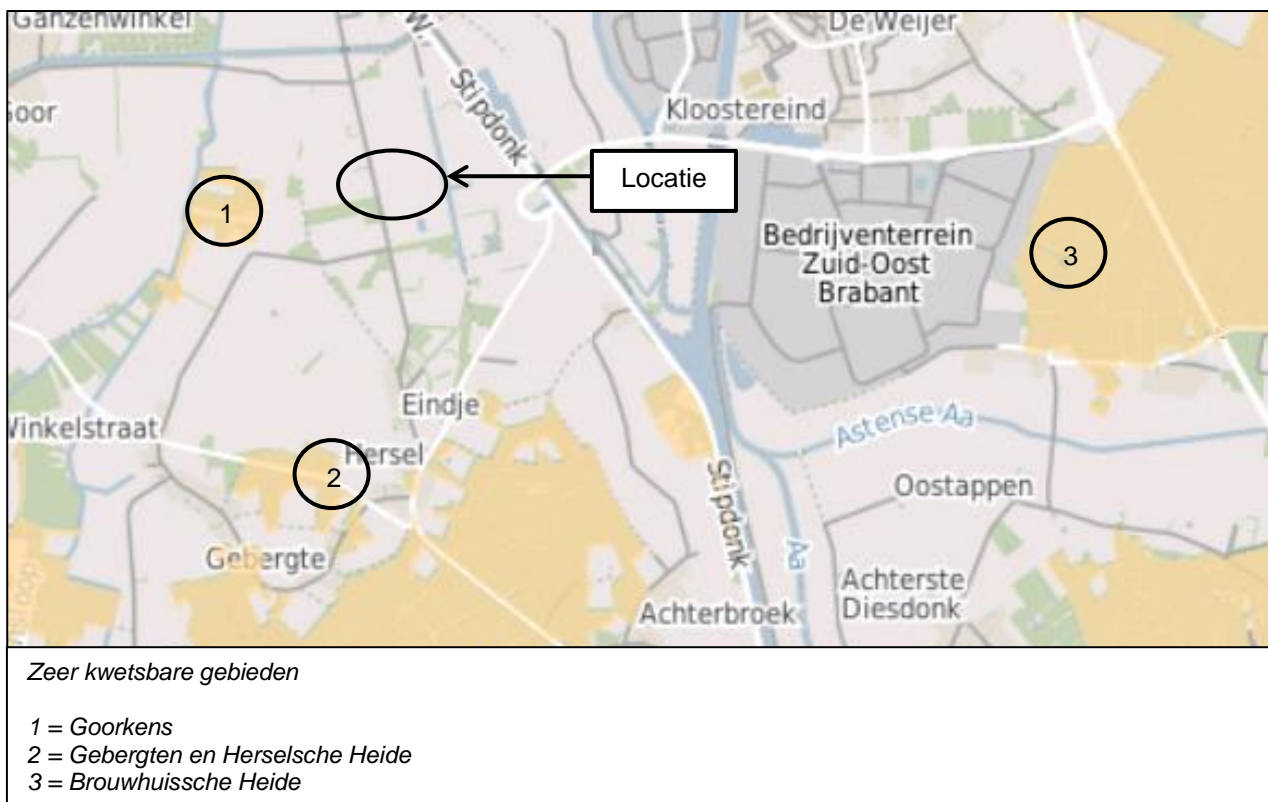 Ganzenwinkel
W...
De Weijer
Soor
Stipdonk
Kloostereind
Locatie
1
Bedrijventerrein
Zuid-Oost
Brabant
3
Eindje
Winkelstraat
Hersel
2
Astense Aa
Stipdonk
Oostappen
Gebergte
Aa
Achterste
Diesdonk
Achterbroek
Zeer kwetsbare gebieden
1 = Goorkens
2 = Gebergten en Herselsche Heide
3 = Brouwhuissche Heide